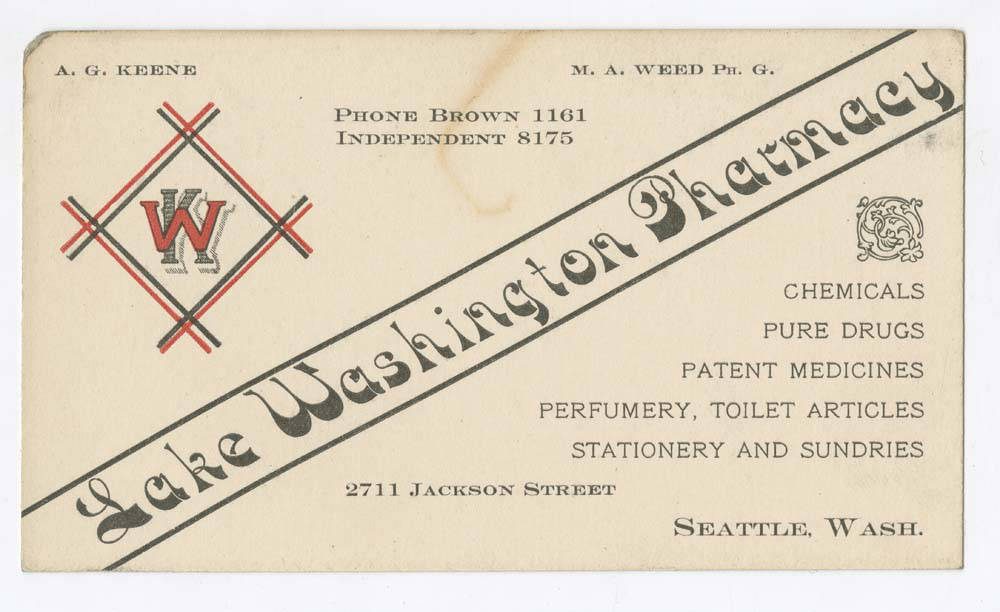 A. G. KEENE
M. A. WEED PH. G.
PHONE BROWN 1161
INDEPENDENT 8175
KW
Lake Washington Pharmacy
CHEMICALS
PURE DRUGS
PATENT MEDICINES
PERFUMERY, TOILET ARTICLES
STATIONERY AND SUNDRIES
2711 JACKSON STREET
SEATTLE, WASH.